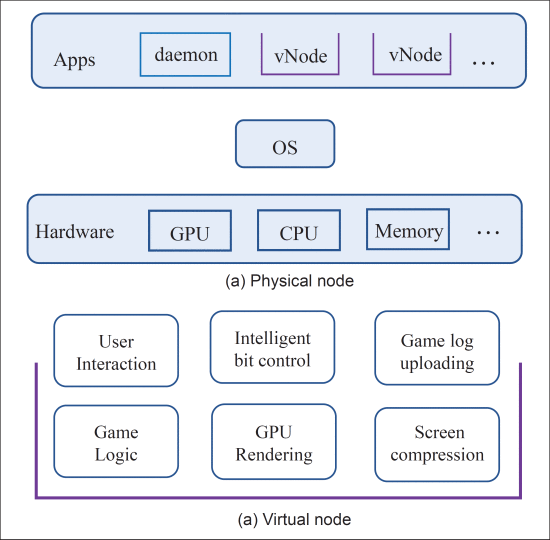 Apps daemon vNode vNode ...
OS
Hardware GPU CPU Memory ...
(a) Physical node
User
Interaction
Intelligent
bit control
Game log
uploading
Game
Logic
GPU
Rendering
Screen
compression
(a) Virtual node